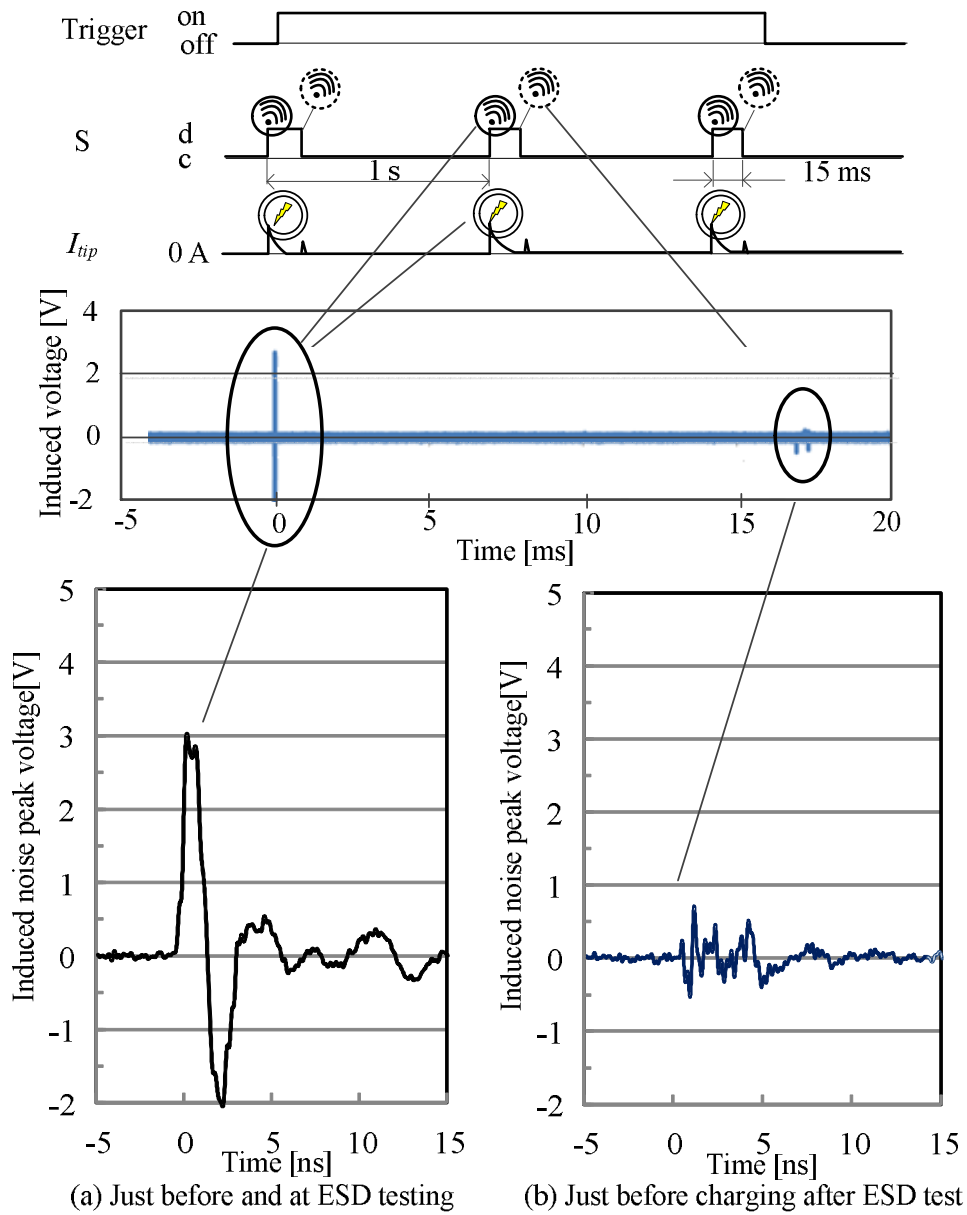 Trigger
on
off
S
d
c
1 s
15 ms
Itip
0 A
Induced voltage [V]
4
2
0
-2
-5
0
5
10
15
20
Time [ms]
Induced noise peak voltage[V]
5
4
3
2
1
0
-1
-2
-5
0
5
10
15
Time [ns]
(a) Just before and at ESD testing
Induced noise peak voltage[V]
5
4
3
2
1
0
-1
-2
-5
0
5
10
15
Time [ns]
(b) Just before charging after ESD test